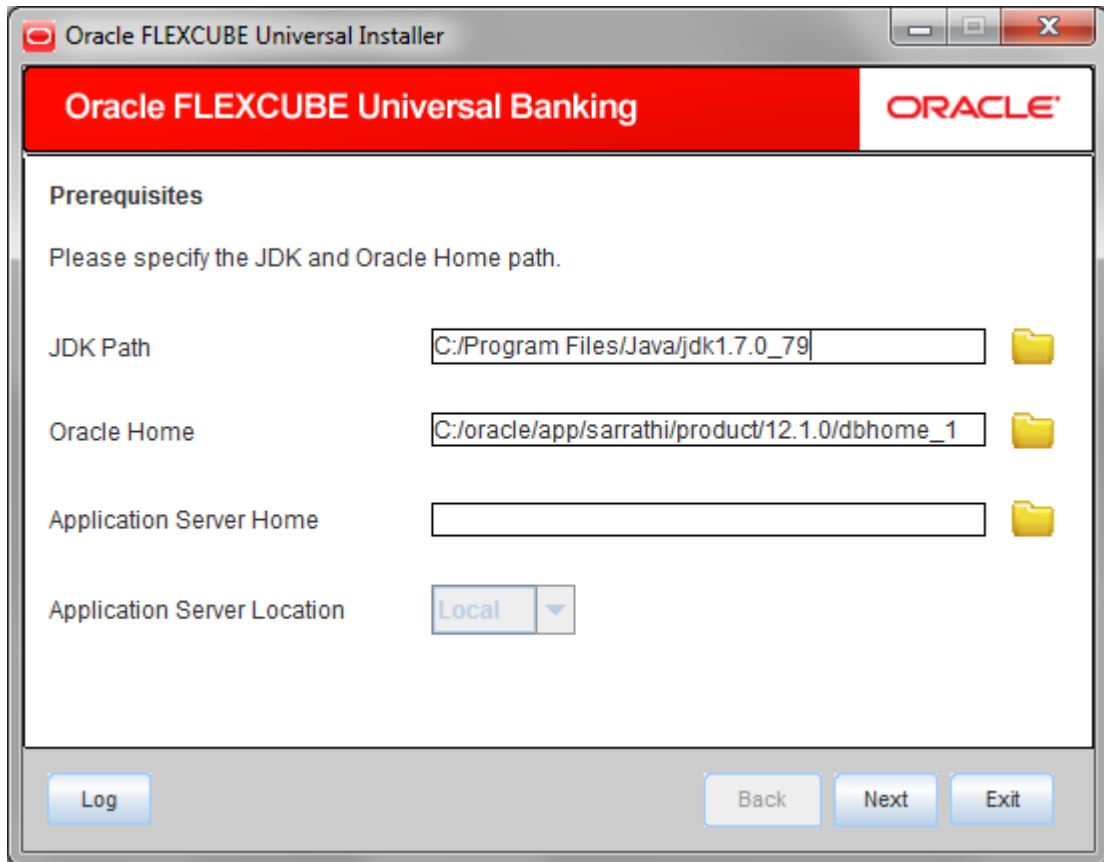 Oracle FLEXCUBE Universal Installer
Oracle FLEXCUBE Universal Banking
ORACLE
Prerequisites
Please specify the JDK and Oracle Home path.
JDK Path C:/Program Files/Java/jdk1.7.0_79
Oracle Home C:/oracle/app/sarrathi/product/12.1.0/dbhome_1
Application Server Home
Application Server Location Local
Log Back Next Exit